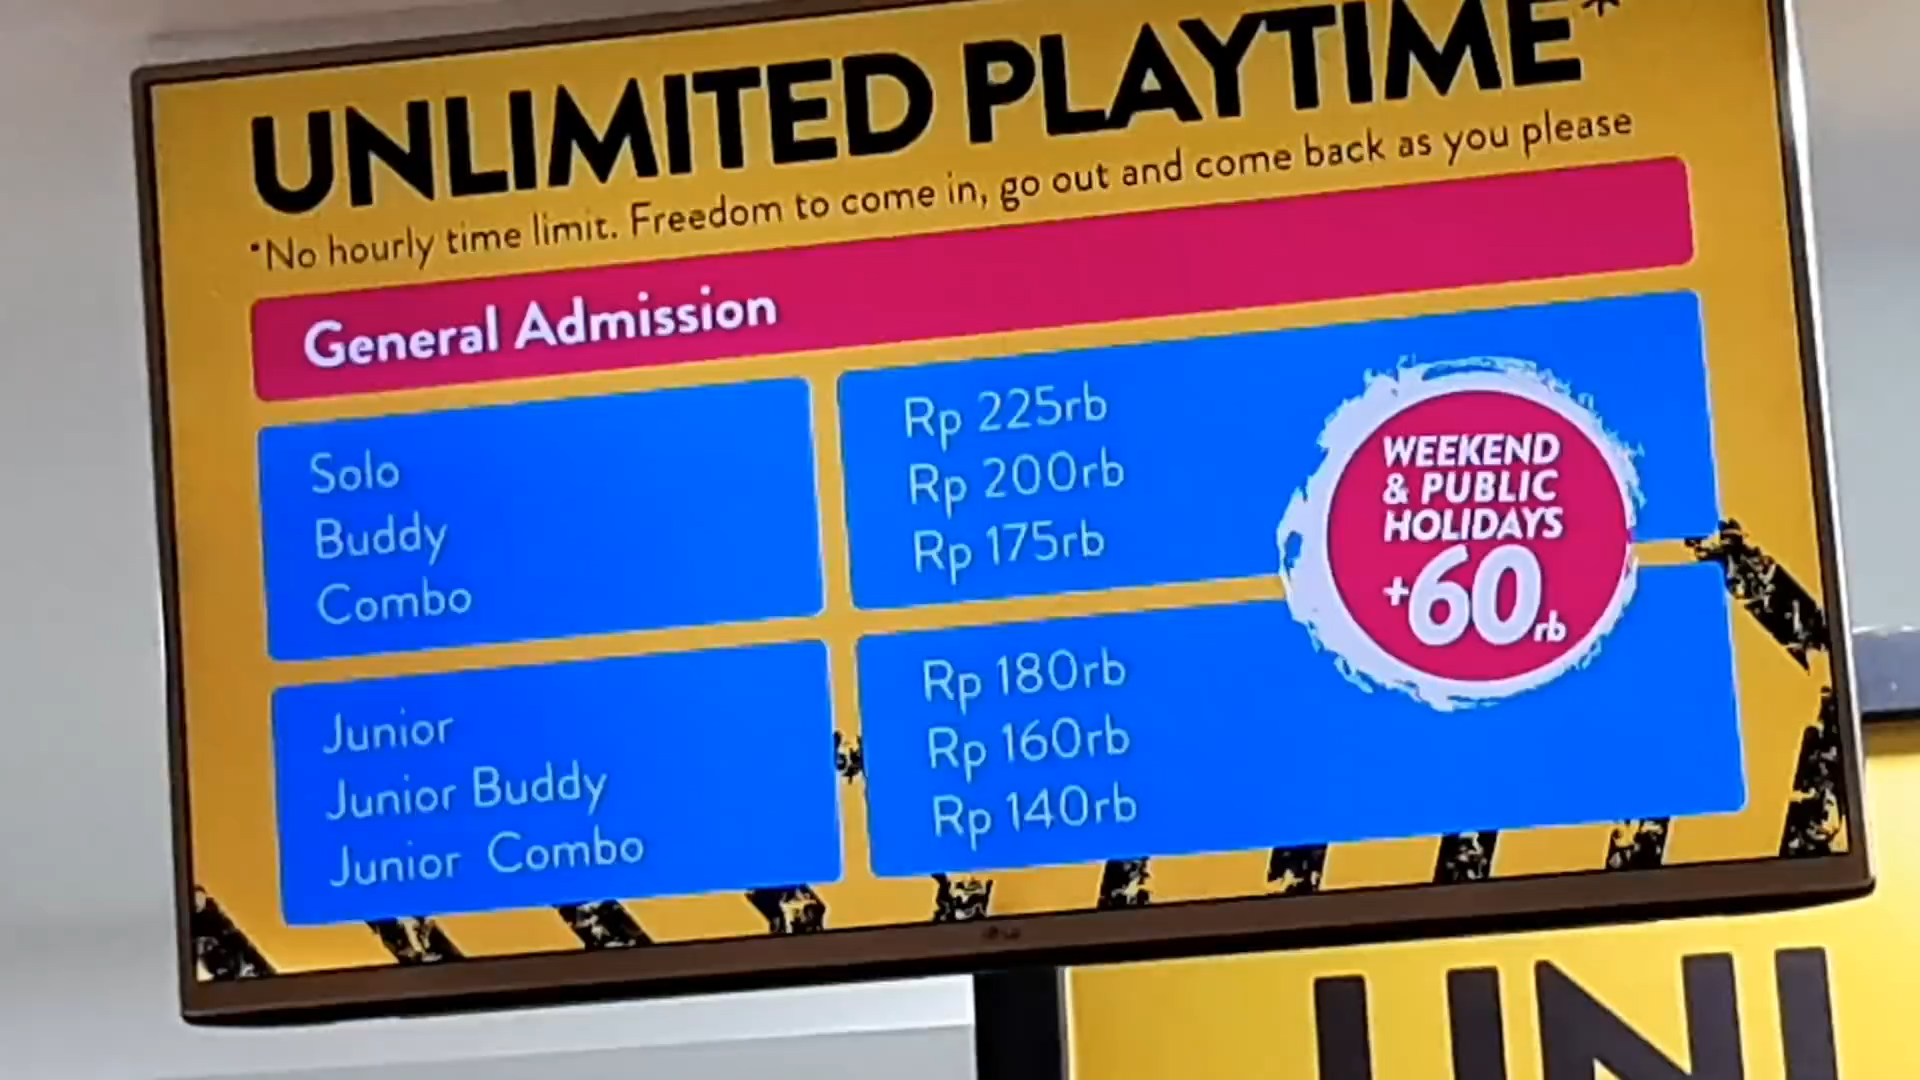 UNLIMITED PLAYTIME*
*No hourly time limit. Freedom to come in, go out and come back as you please
General Admission
Solo
Buddy
Combo
Rp 225rb
Rp 200rb
Rp 175rb
WEEKEND
& PUBLIC
HOLIDAYS
+60rb
Junior
Junior Buddy
Junior Combo
Rp 180rb
Rp 160rb
Rp 140rb